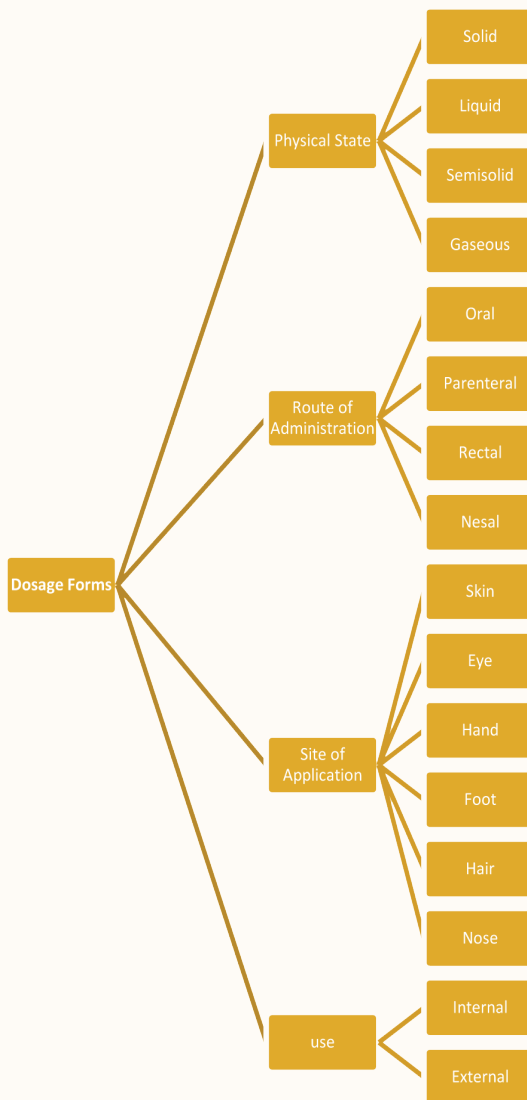 Dosage Forms
Physical State
Solid
Liquid
Semisolid
Gaseous
Route of
Administration
Oral
Parenteral
Rectal
Nesal
Site of
Application
Skin
Eye
Hand
Foot
Hair
Nose
use
Internal
External